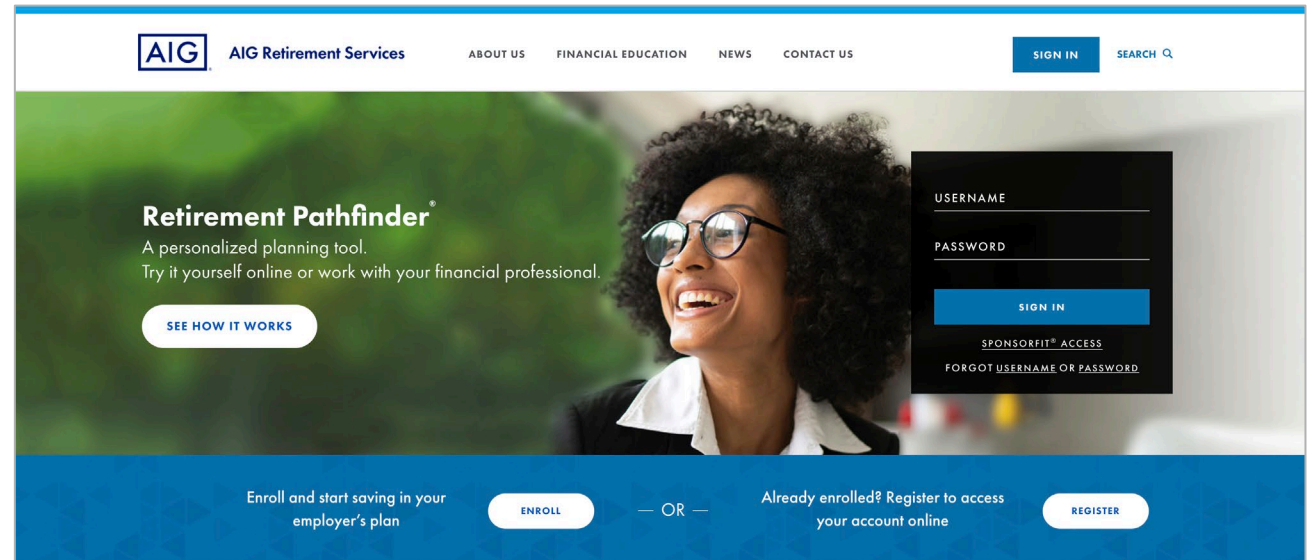 AIG AIG Retirement Services ABOUT US FINANCIAL EDUCATION NEWS CONTACT US SIGN IN SEARCH
Retirement Pathfinder®
A personalized planning tool.
Try it yourself online or work with your financial professional.
SEE HOW IT WORKS
USERNAME
PASSWORD
SIGN IN
SPONSORFIT® ACCESS
FORGOT USERNAME OR PASSWORD
Enroll and start saving in your
employer's plan
ENROLL
— OR —
Already enrolled? Register to access
your account online
REGISTER